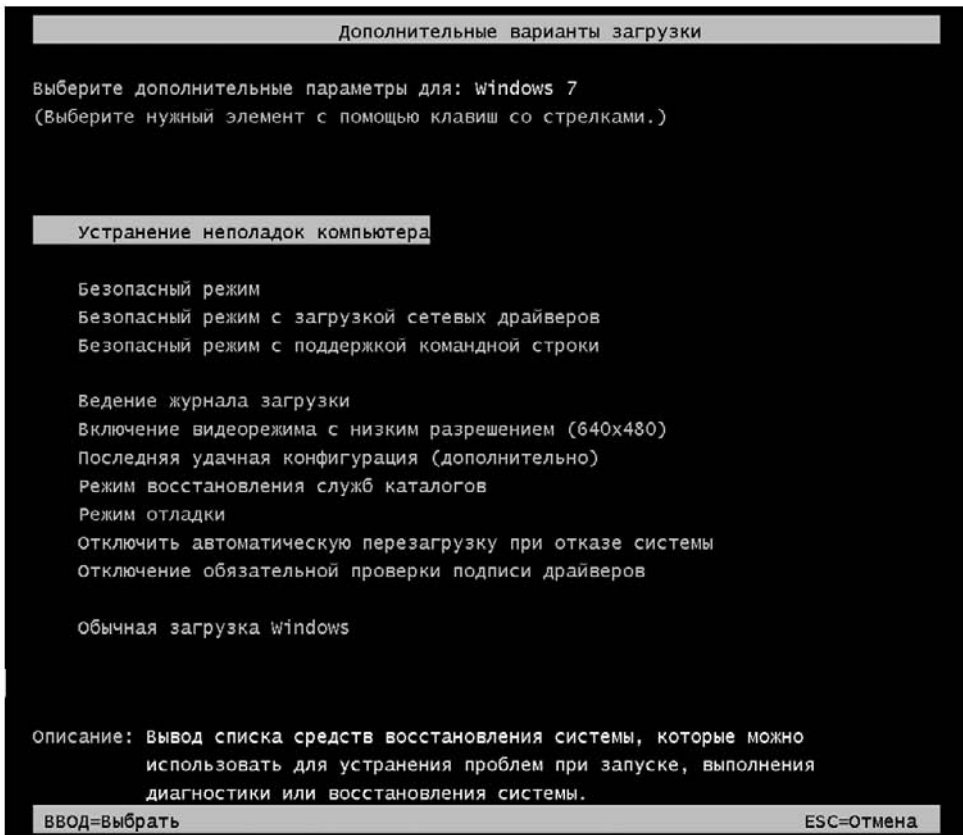 Дополнительные варианты загрузки
Выберите дополнительные параметры для: Windows 7
(Выберите нужный элемент с помощью клавиш со стрелками.)
Устранение неполадок компьютера
Безопасный режим
Безопасный режим с загрузкой сетевых драйверов
Безопасный режим с поддержкой командной строки
Ведение журнала загрузки
Включение видеорежима с низким разрешением (640x480)
Последняя удачная конфигурация (дополнительно)
Режим восстановления служб каталогов
Режим отладки
Отключить автоматическую перезагрузку при отказе системы
Отключение обязательной проверки подписи драйверов
Обычная загрузка Windows
Описание: Вывод списка средств восстановления системы, которые можно
использовать для устранения проблем при запуске, выполнения
диагностики или восстановления системы.
ВВОД=Выбрать ESC=Отмена